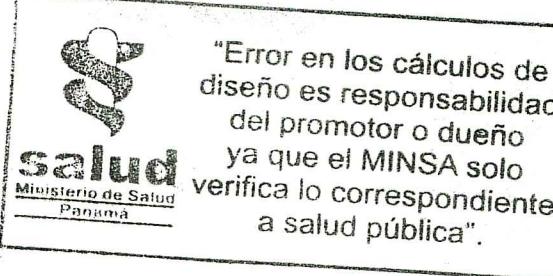 "Error en los cálculos de
diseño es responsabilidad
del promotor o dueño
ya que el MINSA solo
verifica lo correspondiente
a salud pública".
salud
Ministerio de Salud
Panamá